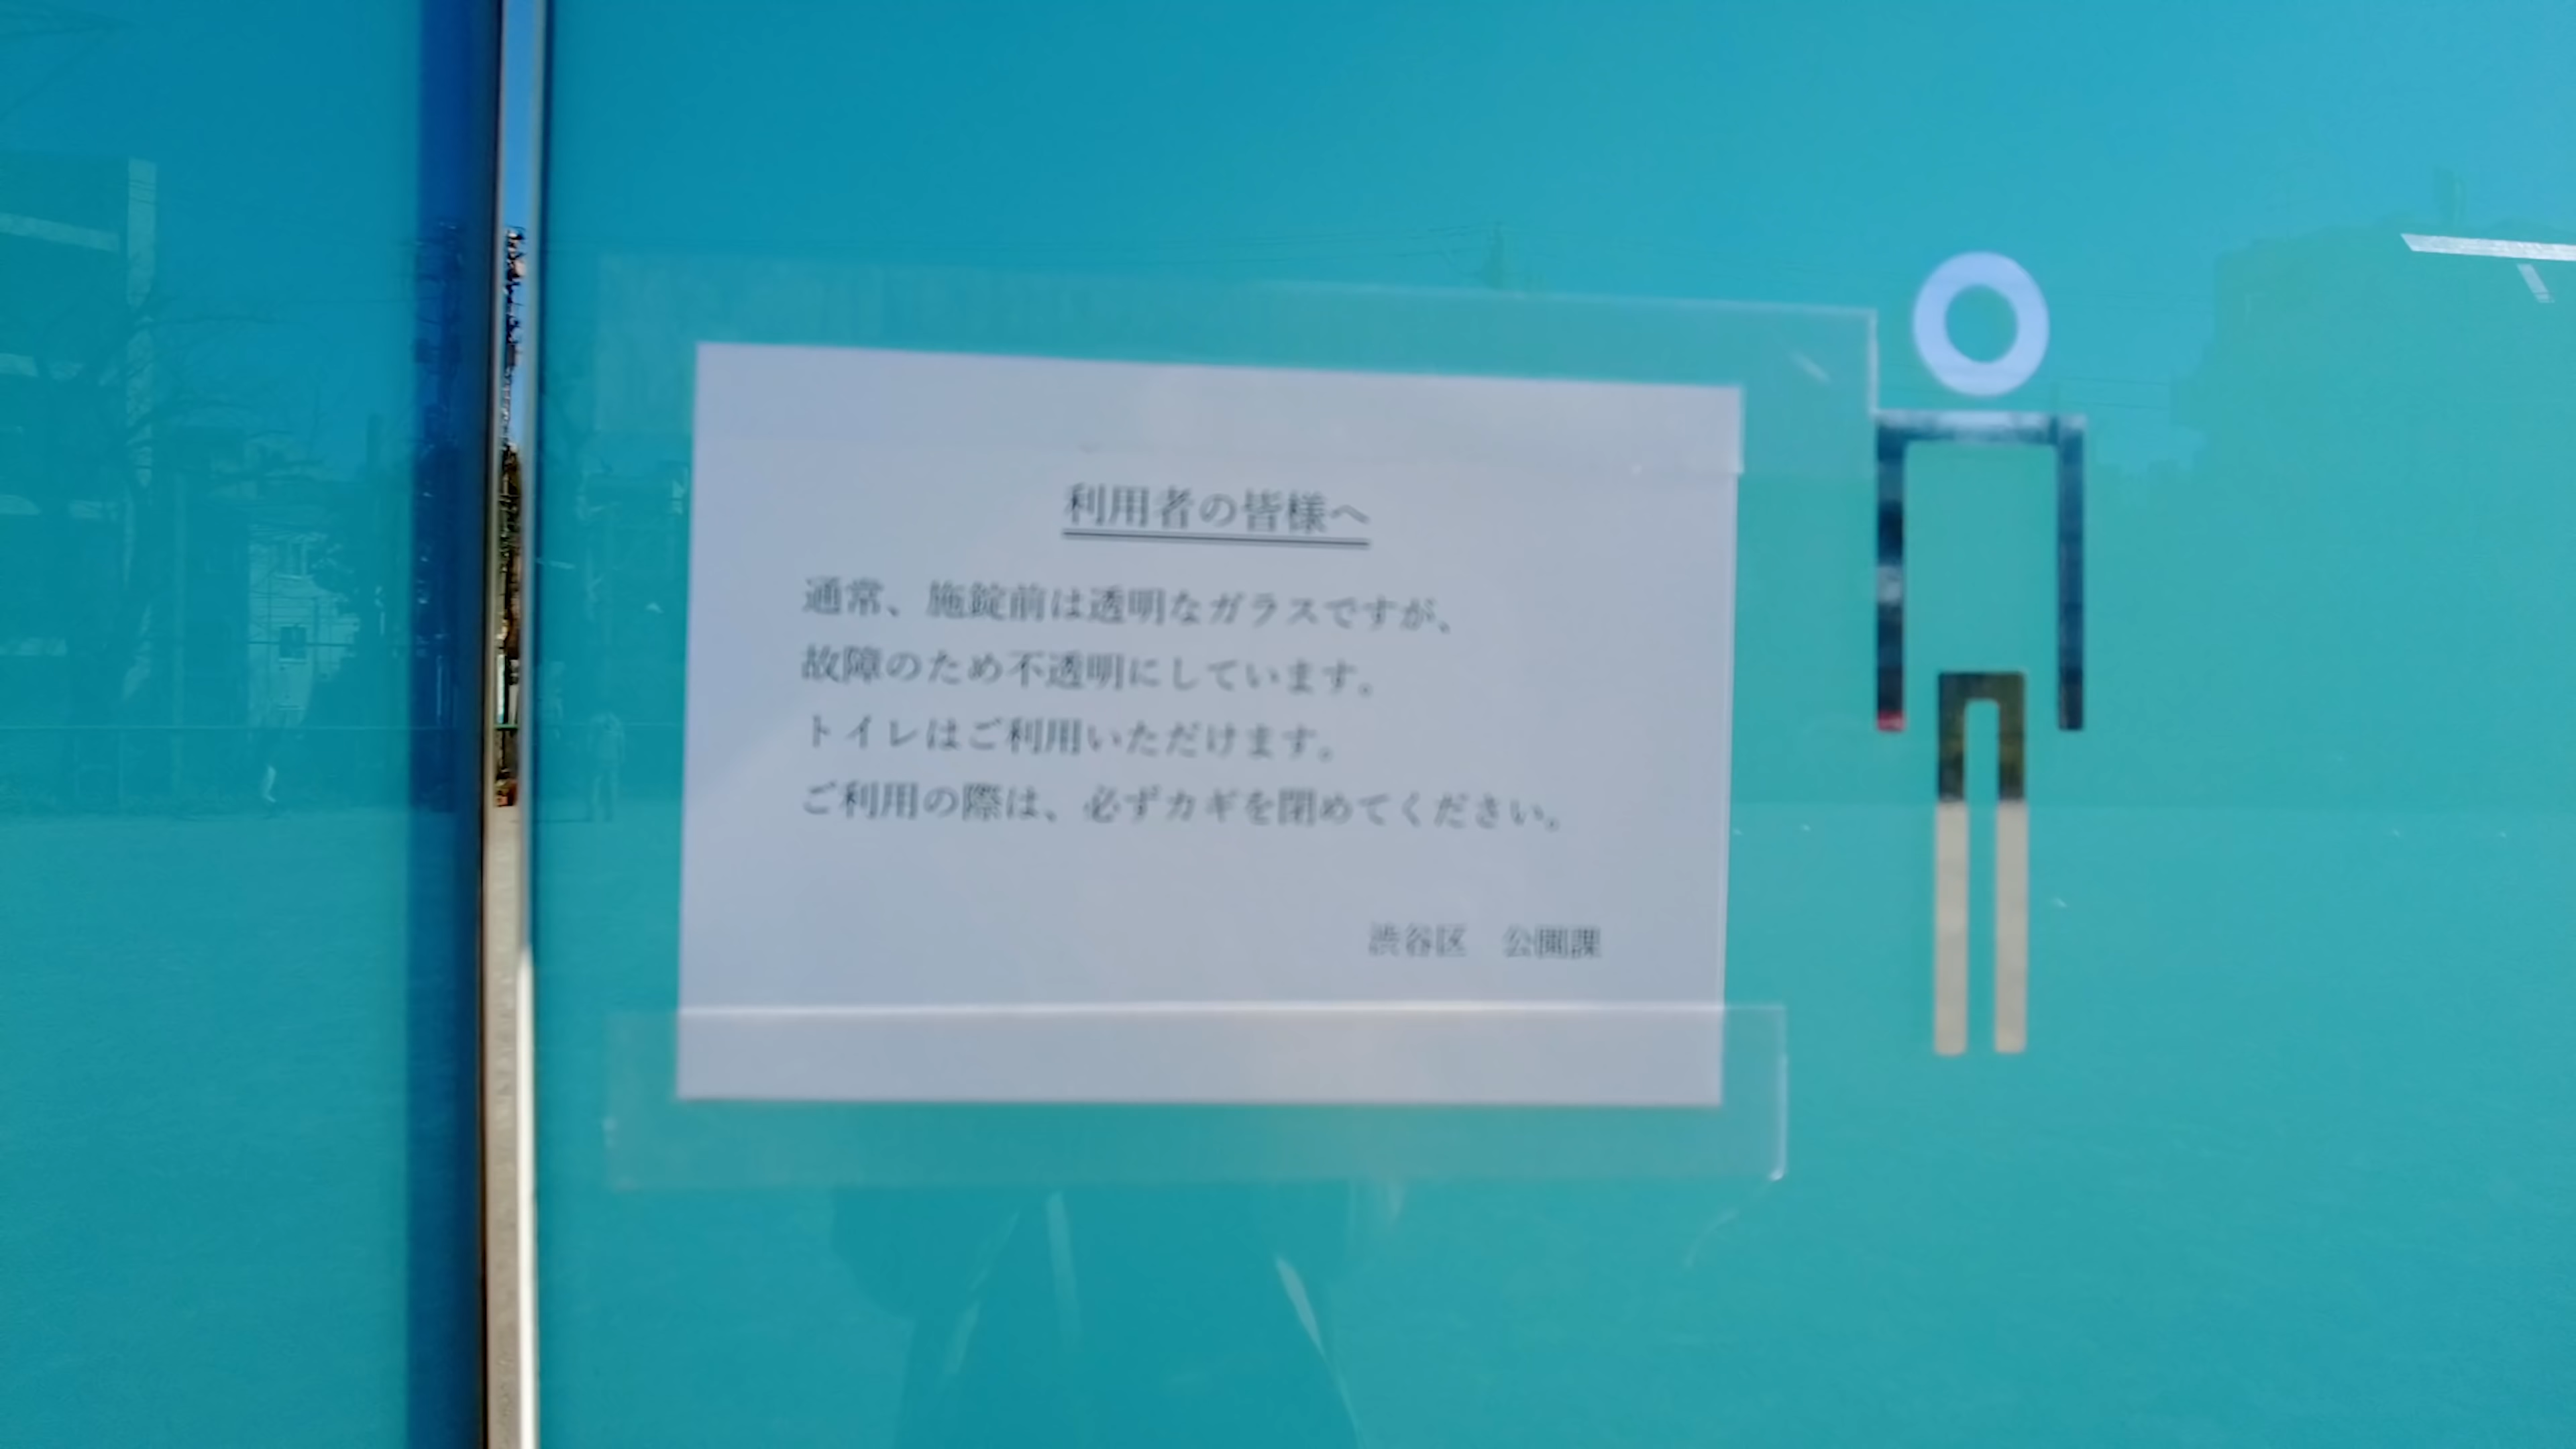 利用者の皆様へ
通常、施錠前は透明なガラスですが、
故障のため不透明にしています。
トイレはご利用いただけます。
ご利用の際は、必ずカギを閉めてください。
渋谷区　公園課